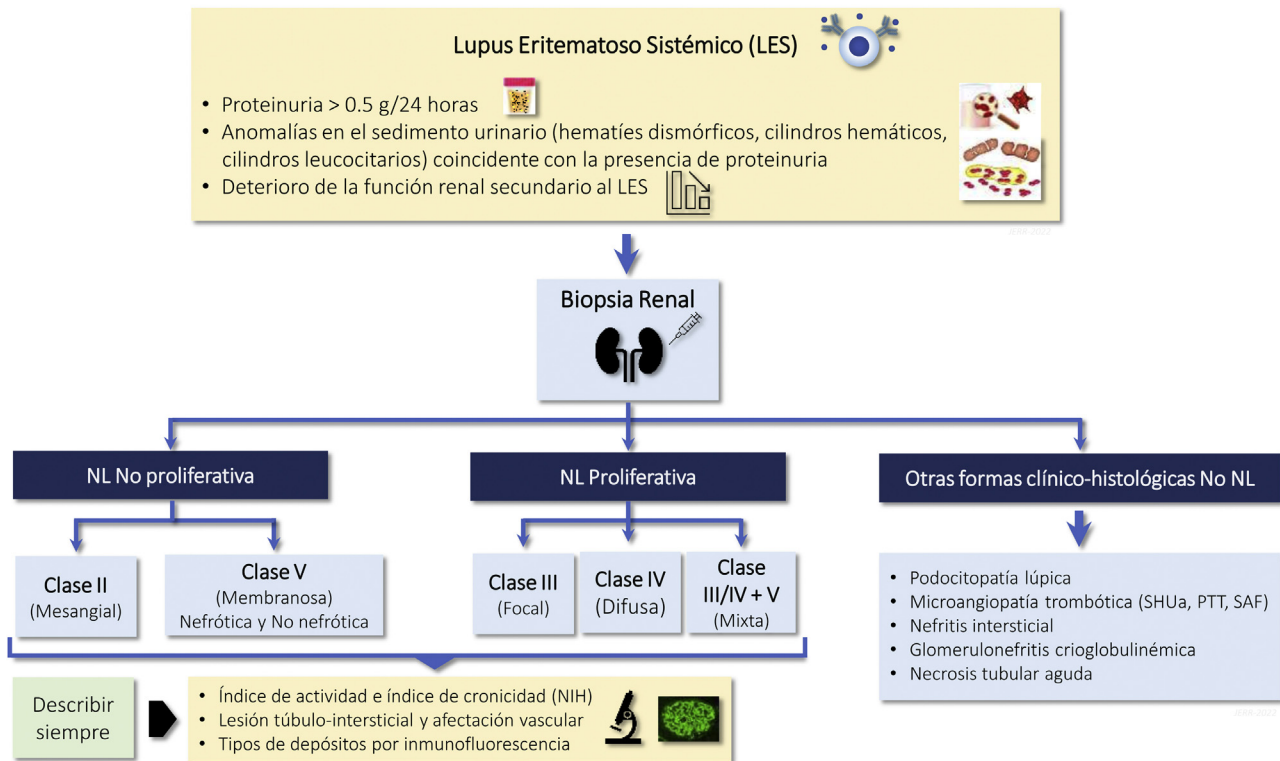 Lupus Eritematoso Sistémico (LES)
• Proteinuria > 0.5 g/24 horas
• Anomalías en el sedimento urinario (hematíes dismórficos, cilindros hemáticos,
cilindros leucocitarios) coincidente con la presencia de proteinuria
• Deterioro de la función renal secundario al LES
Biopsia Renal
NL No proliferativa
NL Proliferativa
Otras formas clínico-histológicas No NL
Clase II
(Mesangial)
Clase V
(Membranosa)
Nefrótica y No nefrótica
Clase III
(Focal)
Clase IV
(Difusa)
Clase
III/IV + V
(Mixta)
• Podocitopatía lúpica
• Microangiopatía trombótica (SHUa, PTT, SAF)
• Nefritis intersticial
• Glomerulonefritis crioglobulinémica
• Necrosis tubular aguda
Describir
siempre
• Índice de actividad e índice de cronicidad (NIH)
• Lesión túbulo-intersticial y afectación vascular
• Tipos de depósitos por inmunofluorescencia